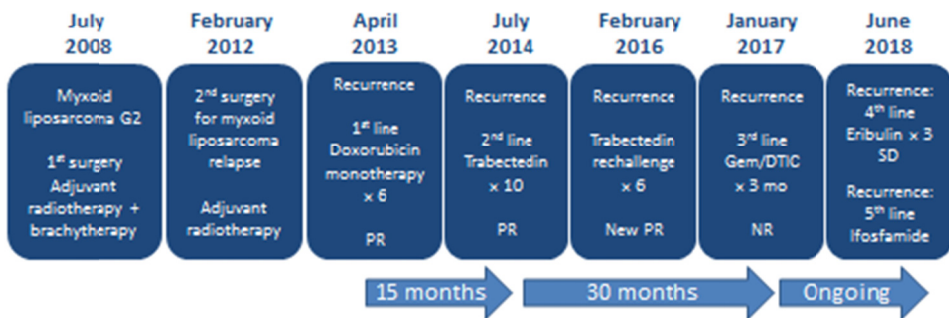 July
2008
Myxoid
liposarcoma G2
1st surgery
Adjuvant
radiotherapy +
brachytherapy
February
2012
2nd surgery
for myxoid
liposarcoma
relapse
Adjuvant
radiotherapy
April
2013
Recurrence
1st line
Doxorubicin
monotherapy
× 6
PR
July
2014
Recurrence
2nd line
Trabectedin
× 10
PR
February
2016
Recurrence
Trabectedin
rechallenge
× 6
New PR
January
2017
Recurrence
3rd line
Gem/DTIC
× 3 mo
NR
June
2018
Recurrence:
4th line
Eribulin × 3
SD
Recurrence:
5th line
Ifosfamide
15 months
30 months
Ongoing